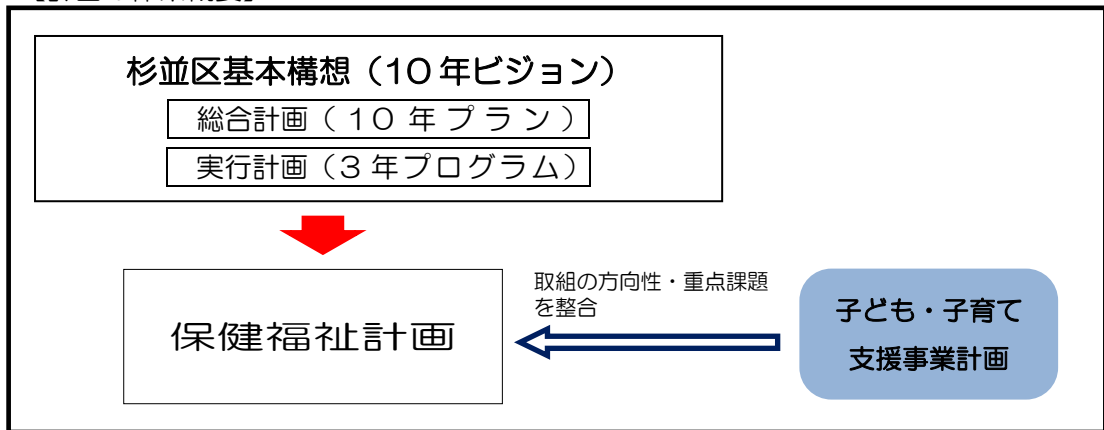 杉並区基本構想（10年ビジョン）
総合計画（10年プラン）
実行計画（3年プログラム）
保健福祉計画
取組の方向性・重点課題
を整合
子ども・子育て
支援事業計画